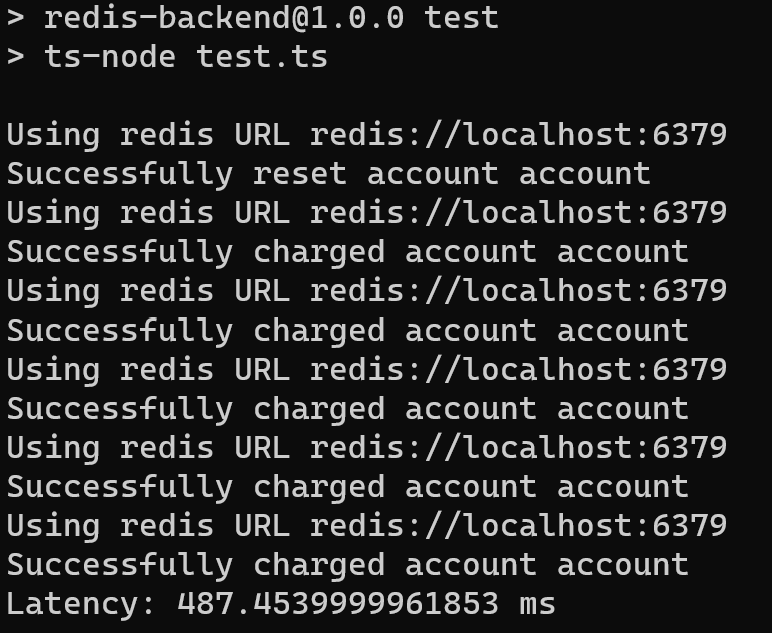 > redis-backend@1.0.0 test
> ts-node test.ts
Using redis URL redis://localhost:6379
Successfully reset account account
Using redis URL redis://localhost:6379
Successfully charged account account
Using redis URL redis://localhost:6379
Successfully charged account account
Using redis URL redis://localhost:6379
Successfully charged account account
Using redis URL redis://localhost:6379
Successfully charged account account
Using redis URL redis://localhost:6379
Successfully charged account account
Latency: 487.4539999961853 ms